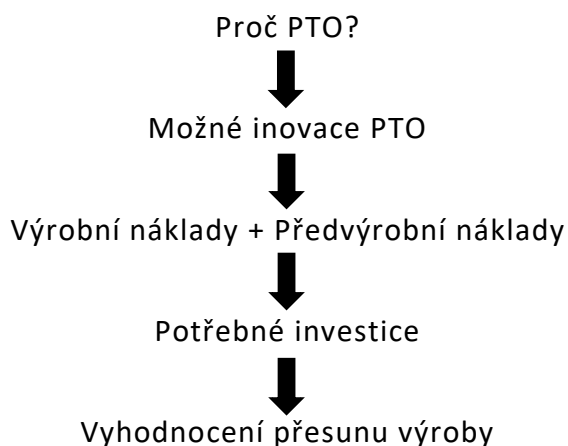 Proč PTO?
Možné inovace PTO
Výrobní náklady + Předvýrobní náklady
Potřebné investice
Vyhodnocení přesunu výroby